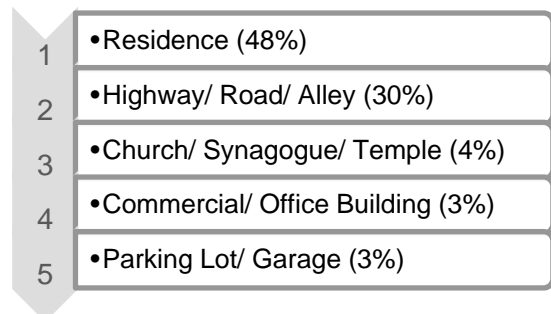 1 •Residence (48%)
2 •Highway/ Road/ Alley (30%)
3 •Church/ Synagogue/ Temple (4%)
4 •Commercial/ Office Building (3%)
5 •Parking Lot/ Garage (3%)